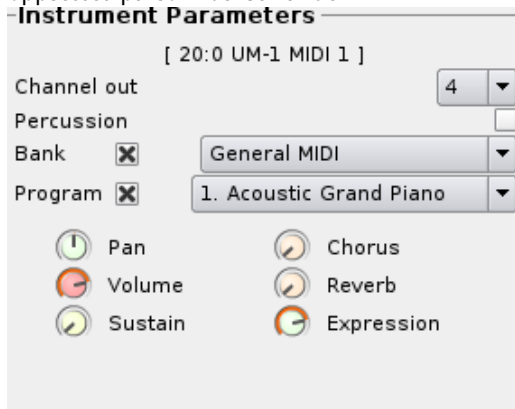 Instrument Parameters
[ 20:0 UM-1 MIDI 1 ]
Channel out 4
Percussion
Bank General MIDI
Program 1. Acoustic Grand Piano
Pan Chorus
Volume Reverb
Sustain Expression